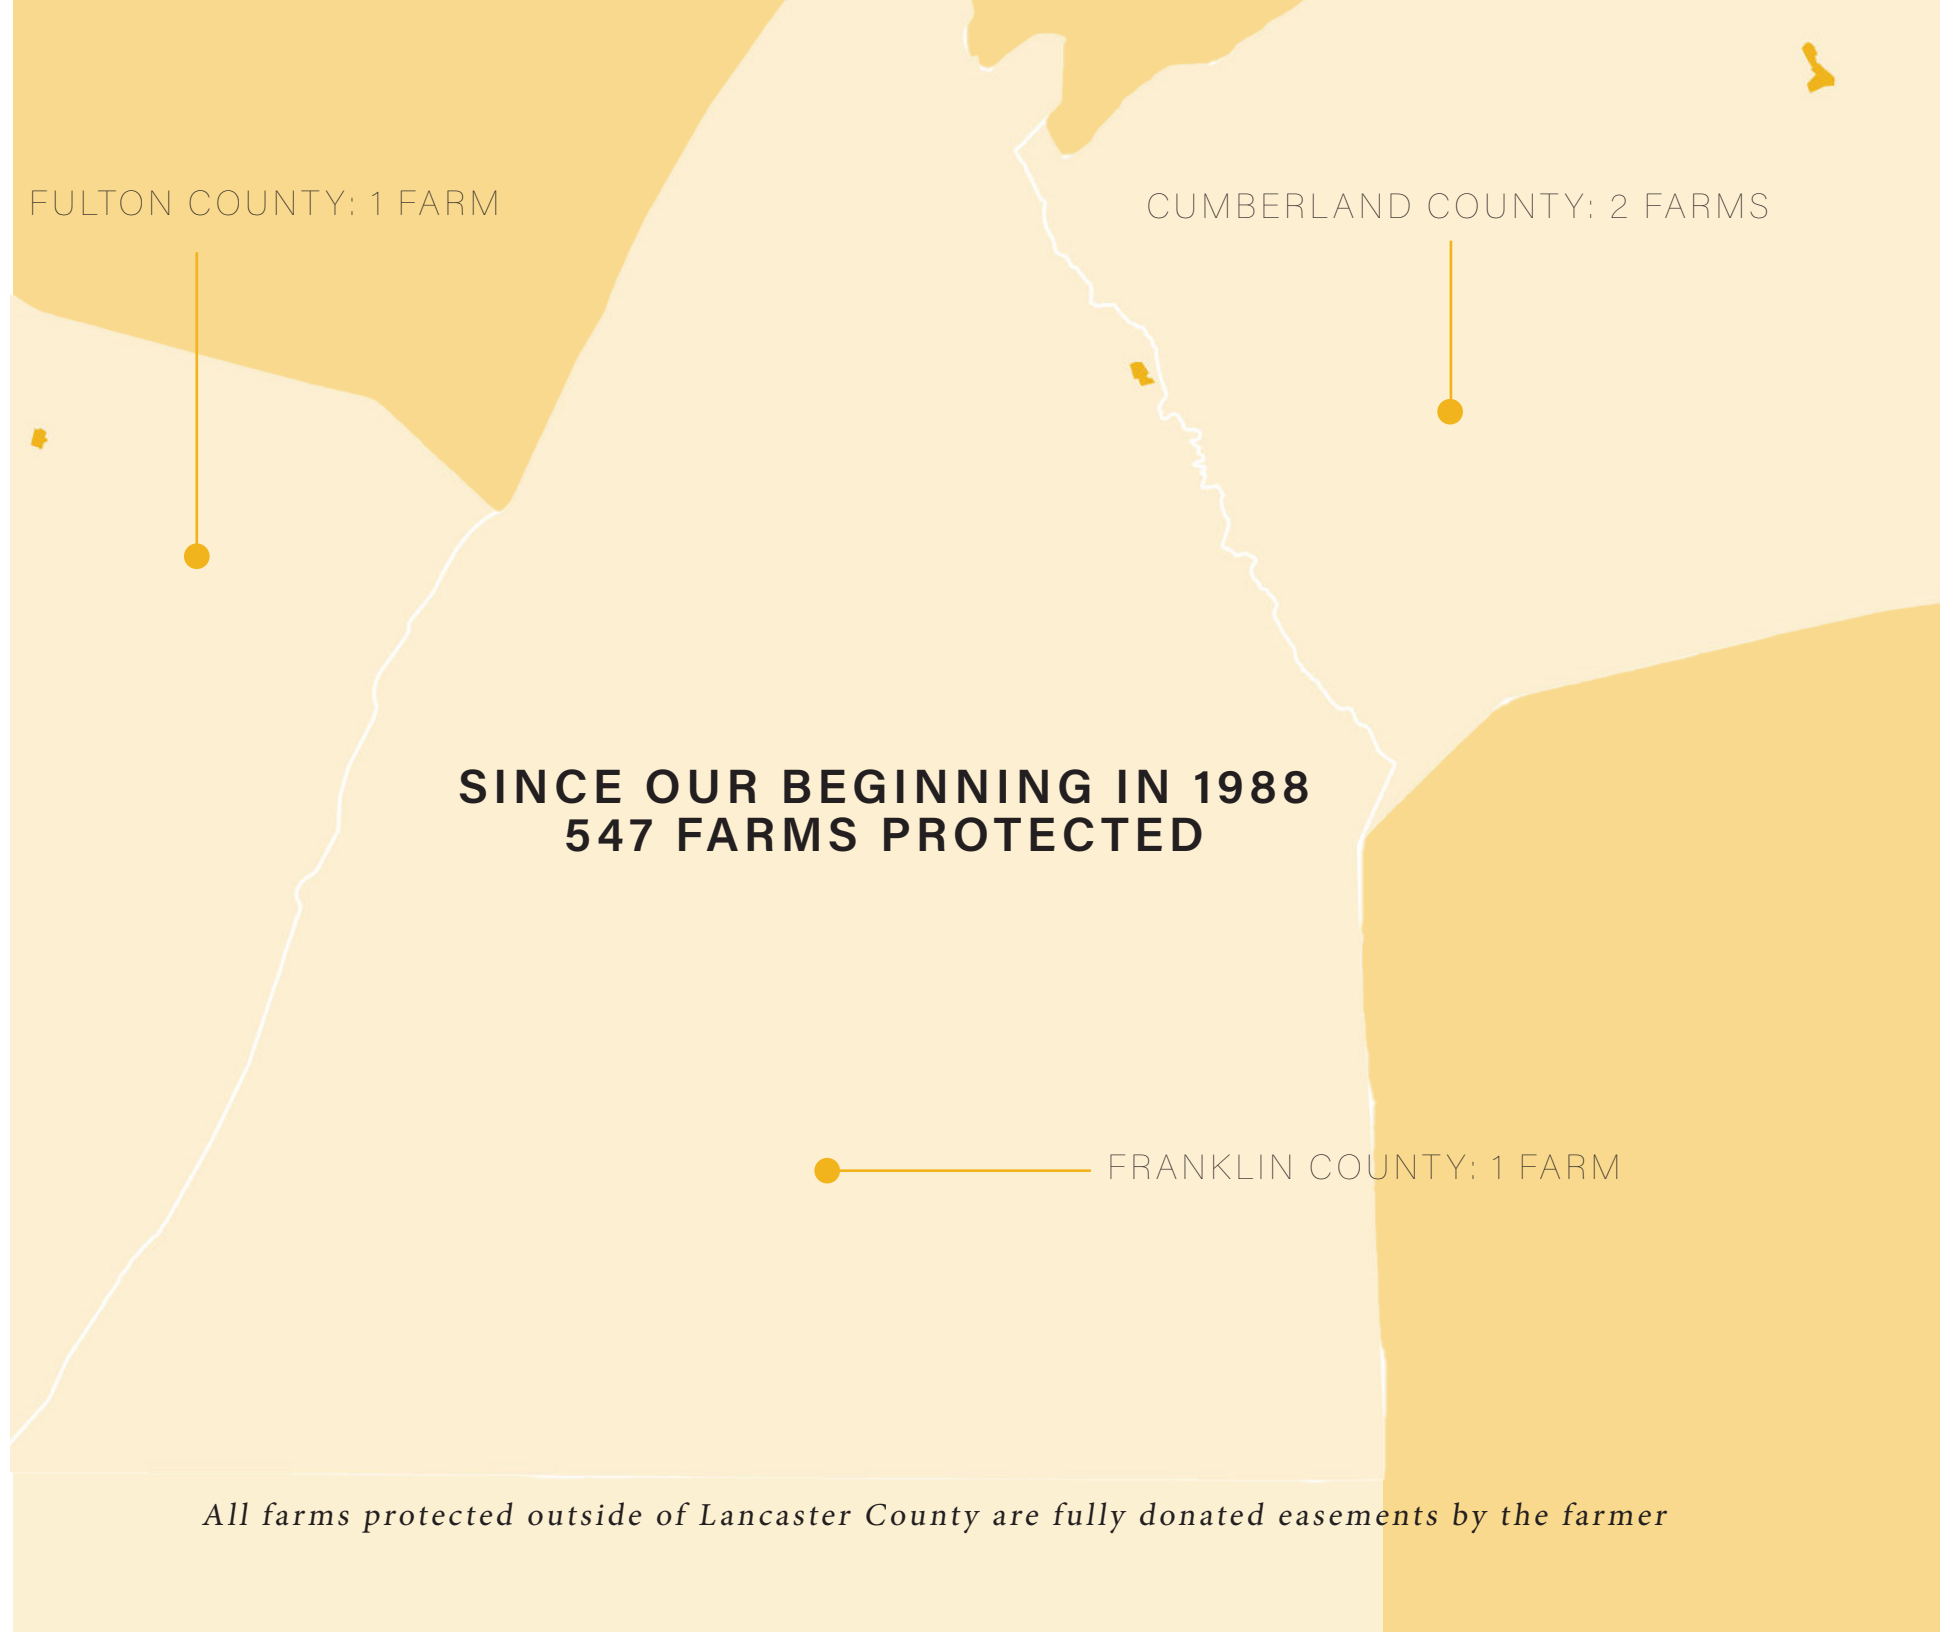 FULTON COUNTY: 1 FARM
CUMBERLAND COUNTY: 2 FARMS
SINCE OUR BEGINNING IN 1988
547 FARMS PROTECTED
FRANKLIN COUNTY: 1 FARM
All farms protected outside of Lancaster County are fully donated easements by the farmer